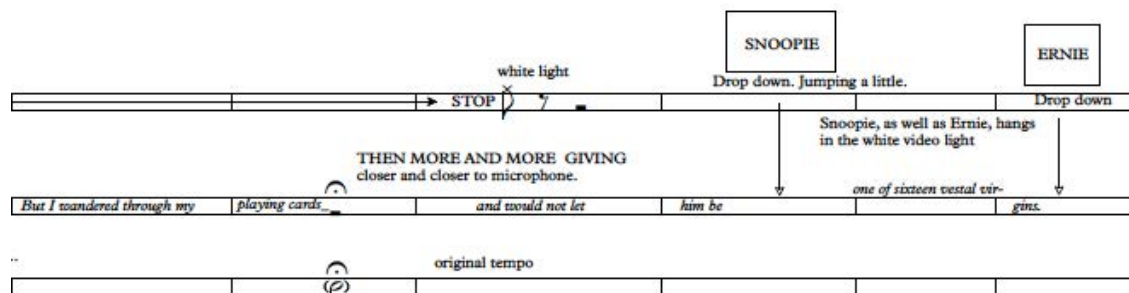 SNOOPIE
ERNIE
white light
Drop down. Jumping a little.
STOP
Drop down
Snoopie, as well as Ernie, hangs
in the white video light
THEN MORE AND MORE GIVING
closer and closer to microphone.
one of sixteen vestal vir-
But I wandered through my playing cards_ and would not let him be gins.
original tempo